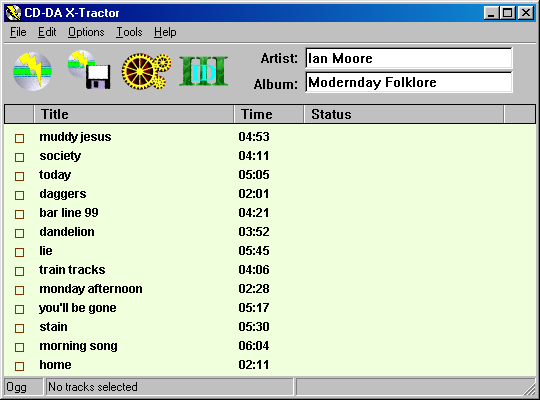 CD-DA X-Tractor
File Edit Options Tools Help
Artist: Ian Moore
Album: Modernday Folklore
ID
Title Time Status
muddy jesus 04:53
society 04:11
today 05:05
daggers 02:01
bar line 99 04:21
dandelion 03:52
lie 05:45
train tracks 04:06
monday afternoon 02:28
you'll be gone 05:17
stain 05:30
morning song 06:04
home 02:11
Ogg No tracks selected